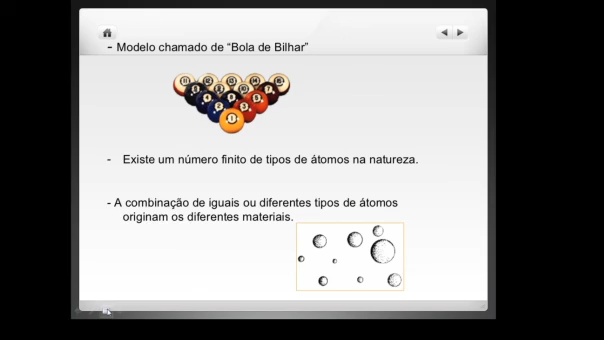 - Modelo chamado de “Bola de Bilhar”
- Existe um número finito de tipos de átomos na natureza.
- A combinação de iguais ou diferentes tipos de átomos
originam os diferentes materiais.